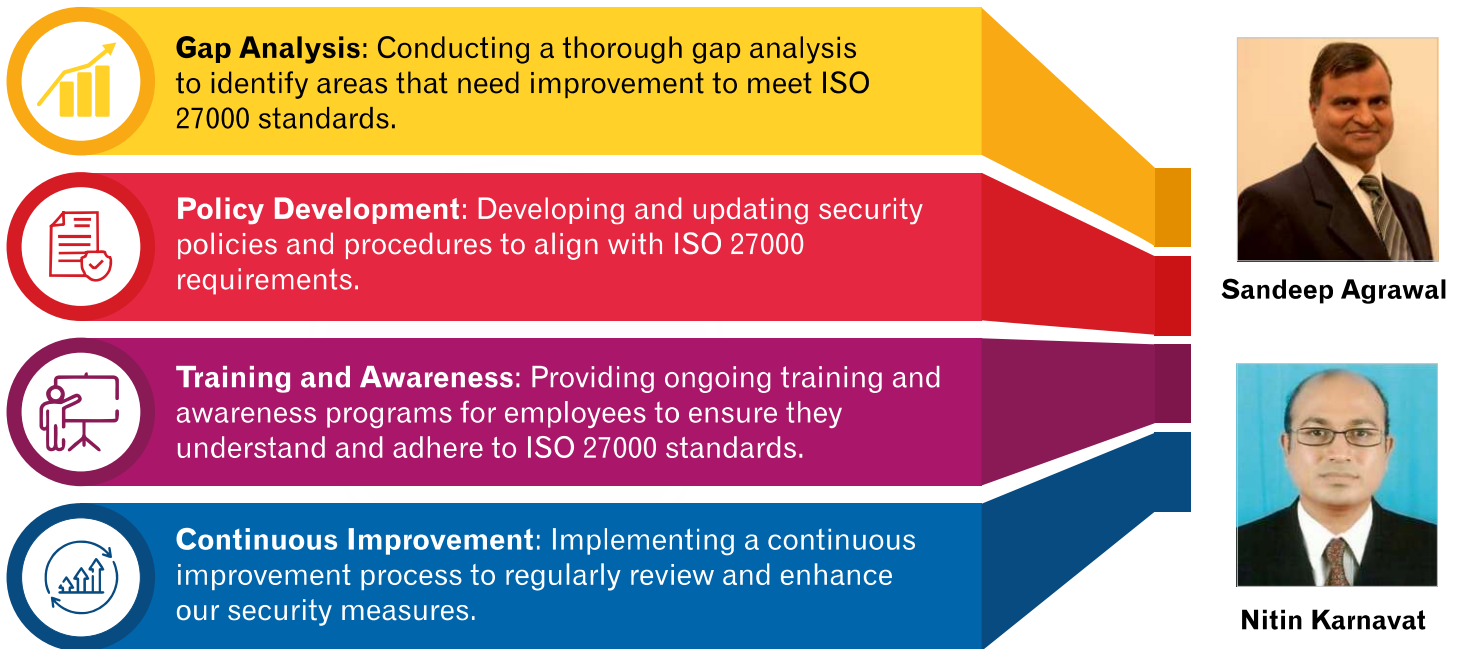 Gap Analysis: Conducting a thorough gap analysis
to identify areas that need improvement to meet ISO
27000 standards.
Policy Development: Developing and updating security
policies and procedures to align with ISO 27000
requirements.
Training and Awareness: Providing ongoing training and
awareness programs for employees to ensure they
understand and adhere to ISO 27000 standards.
Continuous Improvement: Implementing a continuous
improvement process to regularly review and enhance
our security measures.
Sandeep Agrawal
Nitin Karnavat